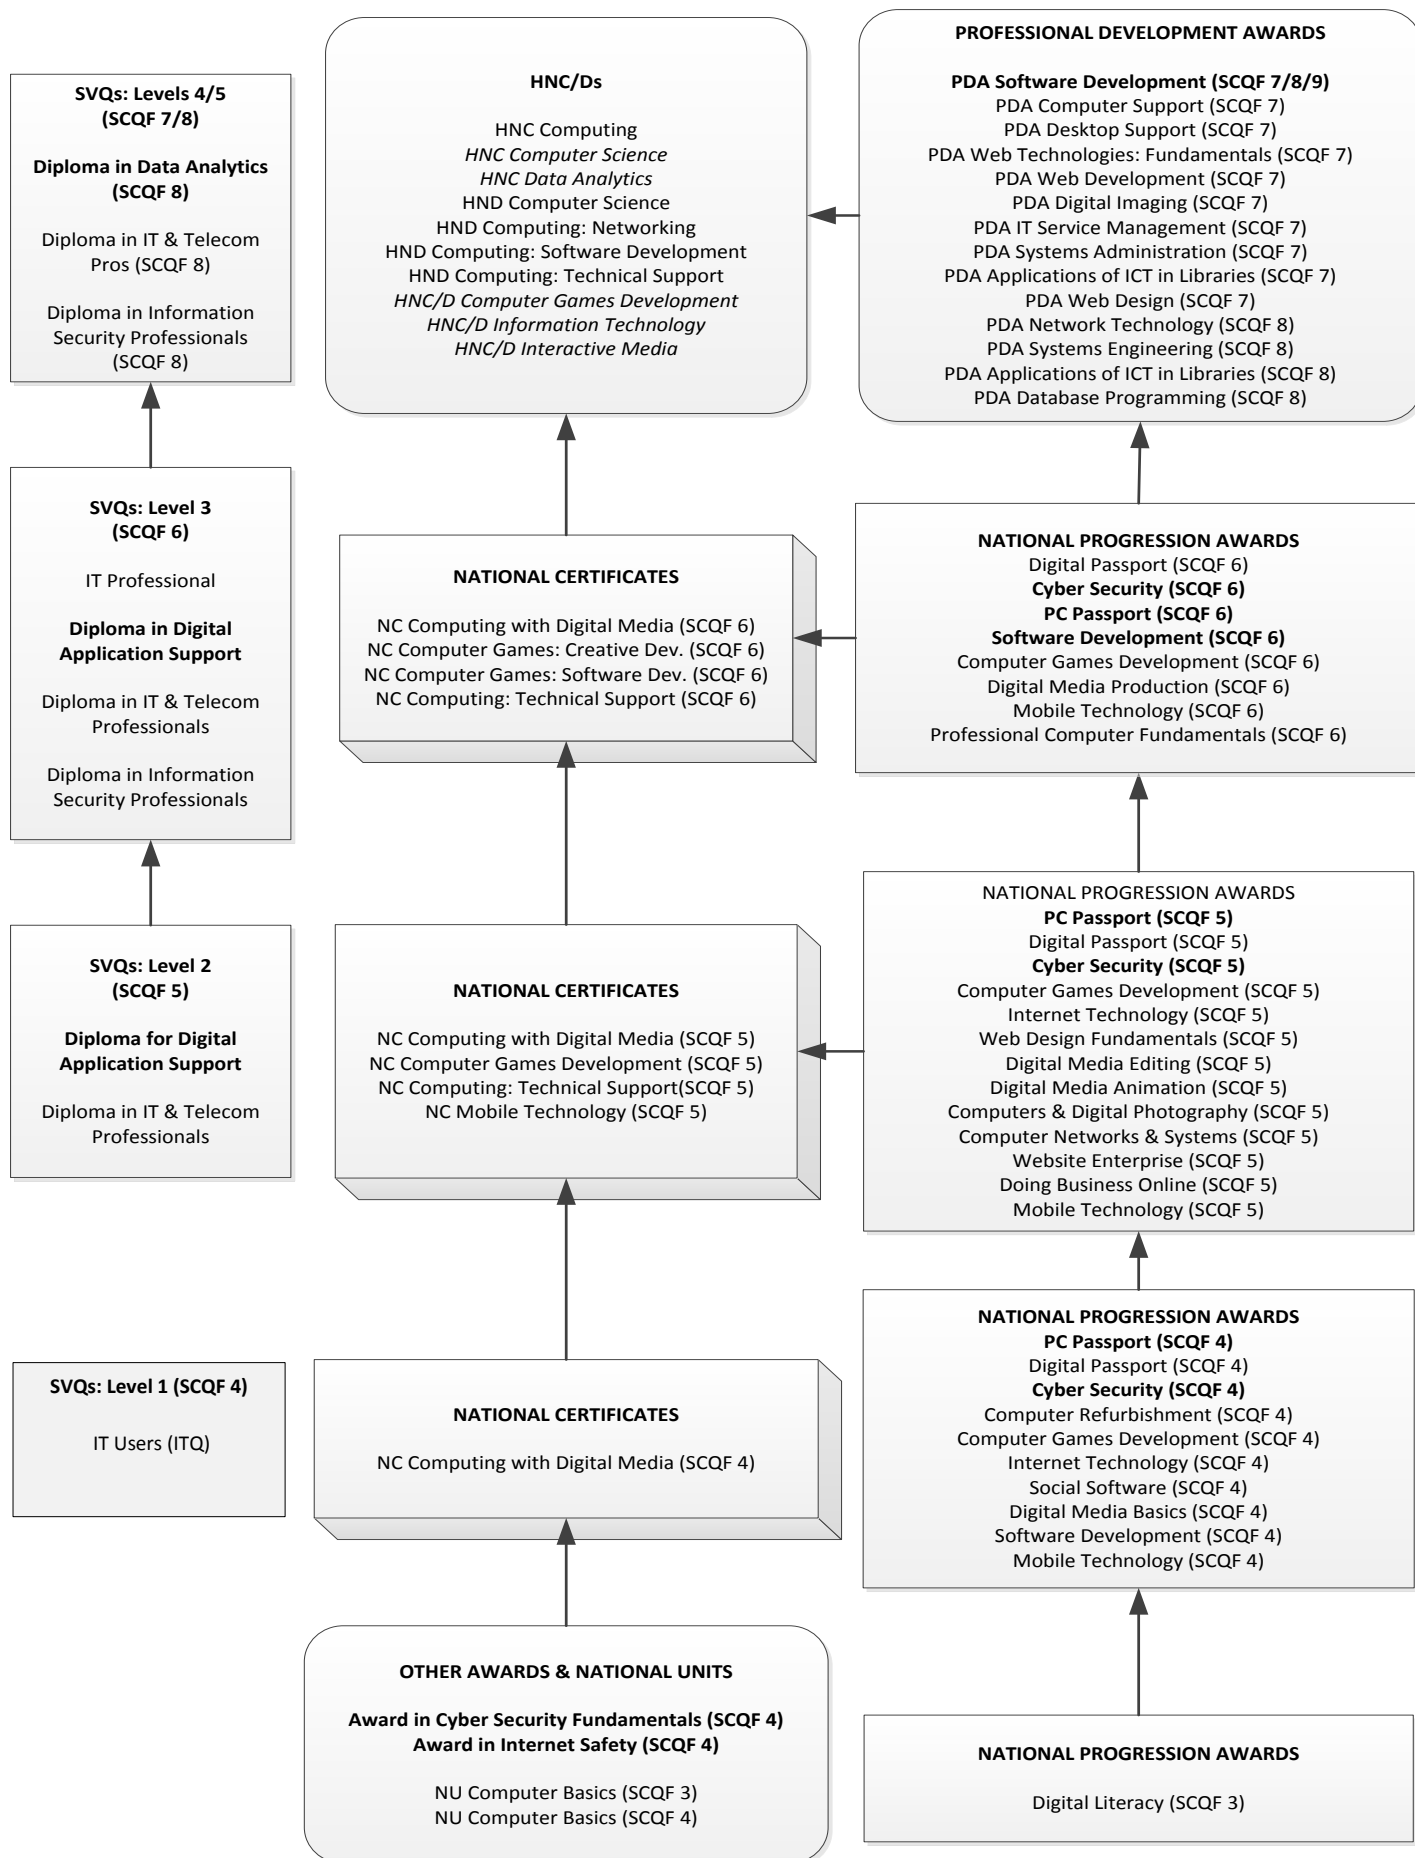 SVQs: Levels 4/5
(SCQF 7/8)
Diploma in Data Analytics
(SCQF 8)
Diploma in IT & Telecom
Pros (SCQF 8)
Diploma in Information
Security Professionals
(SCQF 8)
HNC/Ds
HNC Computing
HNC Computer Science
HNC Data Analytics
HND Computer Science
HND Computing: Networking
HND Computing: Software Development
HND Computing: Technical Support
HNC/D Computer Games Development
HNC/D Information Technology
HNC/D Interactive Media
PROFESSIONAL DEVELOPMENT AWARDS
PDA Software Development (SCQF 7/8/9)
PDA Computer Support (SCQF 7)
PDA Desktop Support (SCQF 7)
PDA Web Technologies: Fundamentals (SCQF 7)
PDA Web Development (SCQF 7)
PDA Digital Imaging (SCQF 7)
PDA IT Service Management (SCQF 7)
PDA Systems Administration (SCQF 7)
PDA Applications of ICT in Libraries (SCQF 7)
PDA Web Design (SCQF 7)
PDA Network Technology (SCQF 8)
PDA Systems Engineering (SCQF 8)
PDA Applications of ICT in Libraries (SCQF 8)
PDA Database Programming (SCQF 8)
SVQs: Level 3
(SCQF 6)
IT Professional
Diploma in Digital
Application Support
Diploma in IT & Telecom
Professionals
Diploma in Information
Security Professionals
NATIONAL CERTIFICATES
NC Computing with Digital Media (SCQF 6)
NC Computer Games: Creative Dev. (SCQF 6)
NC Computer Games: Software Dev. (SCQF 6)
NC Computing: Technical Support (SCQF 6)
NATIONAL PROGRESSION AWARDS
Digital Passport (SCQF 6)
Cyber Security (SCQF 6)
PC Passport (SCQF 6)
Software Development (SCQF 6)
Computer Games Development (SCQF 6)
Digital Media Production (SCQF 6)
Mobile Technology (SCQF 6)
Professional Computer Fundamentals (SCQF 6)
SVQs: Level 2
(SCQF 5)
Diploma for Digital
Application Support
Diploma in IT & Telecom
Professionals
NATIONAL CERTIFICATES
NC Computing with Digital Media (SCQF 5)
NC Computer Games Development (SCQF 5)
NC Computing: Technical Support(SCQF 5)
NC Mobile Technology (SCQF 5)
NATIONAL PROGRESSION AWARDS
PC Passport (SCQF 5)
Digital Passport (SCQF 5)
Cyber Security (SCQF 5)
Computer Games Development (SCQF 5)
Internet Technology (SCQF 5)
Web Design Fundamentals (SCQF 5)
Digital Media Editing (SCQF 5)
Digital Media Animation (SCQF 5)
Computers & Digital Photography (SCQF 5)
Computer Networks & Systems (SCQF 5)
Website Enterprise (SCQF 5)
Doing Business Online (SCQF 5)
Mobile Technology (SCQF 5)
SVQs: Level 1 (SCQF 4)
IT Users (ITQ)
NATIONAL CERTIFICATES
NC Computing with Digital Media (SCQF 4)
NATIONAL PROGRESSION AWARDS
PC Passport (SCQF 4)
Digital Passport (SCQF 4)
Cyber Security (SCQF 4)
Computer Refurbishment (SCQF 4)
Computer Games Development (SCQF 4)
Internet Technology (SCQF 4)
Social Software (SCQF 4)
Digital Media Basics (SCQF 4)
Software Development (SCQF 4)
Mobile Technology (SCQF 4)
OTHER AWARDS & NATIONAL UNITS
Award in Cyber Security Fundamentals (SCQF 4)
Award in Internet Safety (SCQF 4)
NU Computer Basics (SCQF 3)
NU Computer Basics (SCQF 4)
NATIONAL PROGRESSION AWARDS
Digital Literacy (SCQF 3)